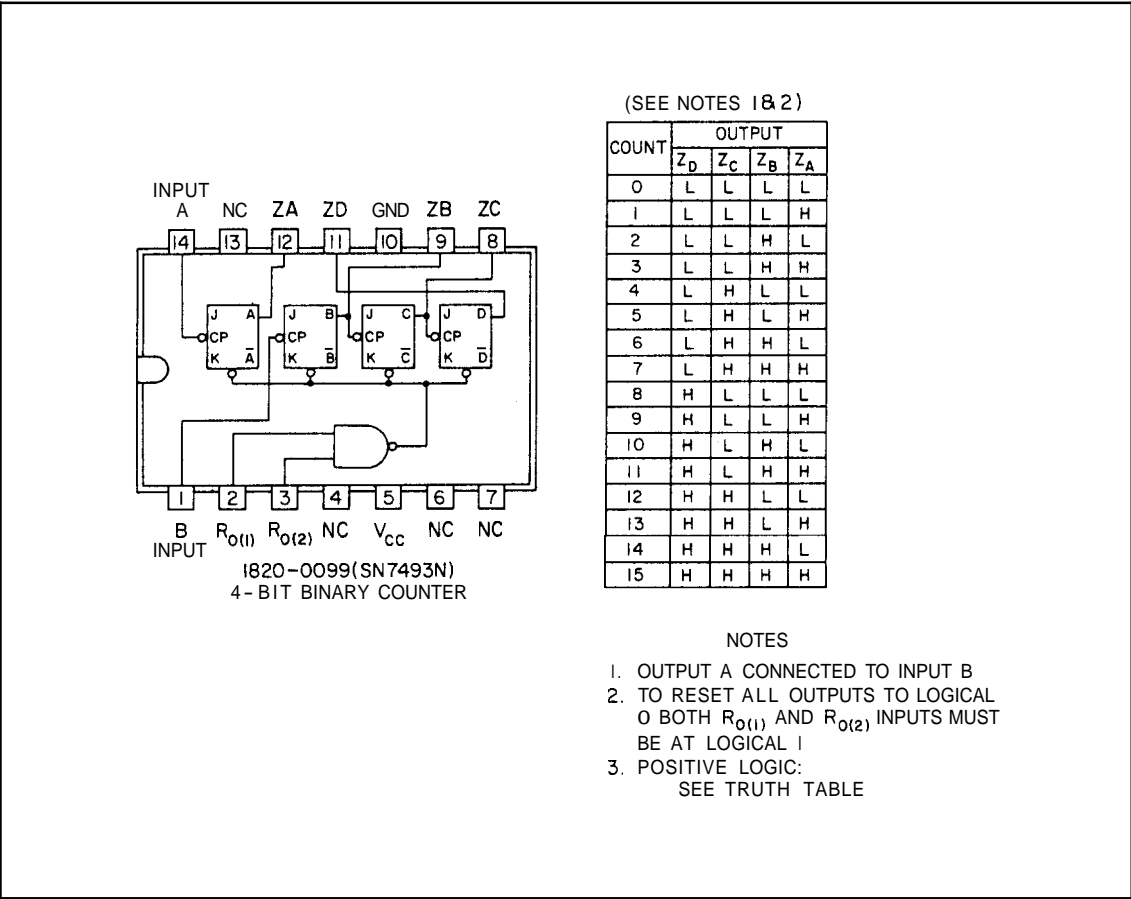 INPUT
A NC ZA ZD GND ZB ZC
14 13 12 11 10 9 8
J A J B J C J D
CP CP CP CP
K A̅ K B̅ K C̅ K D̅
1 2 3 4 5 6 7
B R0(1) R0(2) NC VCC NC NC
INPUT
1820-0099(SN7493N)
4-BIT BINARY COUNTER
(SEE NOTES 1&2)
COUNT OUTPUT
ZD ZC ZB ZA
0 L L L L
1 L L L H
2 L L H L
3 L L H H
4 L H L L
5 L H L H
6 L H H L
7 L H H H
8 H L L L
9 H L L H
10 H L H L
11 H L H H
12 H H L L
13 H H L H
14 H H H L
15 H H H H
NOTES
1. OUTPUT A CONNECTED TO INPUT B
2. TO RESET ALL OUTPUTS TO LOGICAL
0 BOTH R0(1) AND R0(2) INPUTS MUST
BE AT LOGICAL 1
3. POSITIVE LOGIC:
SEE TRUTH TABLE